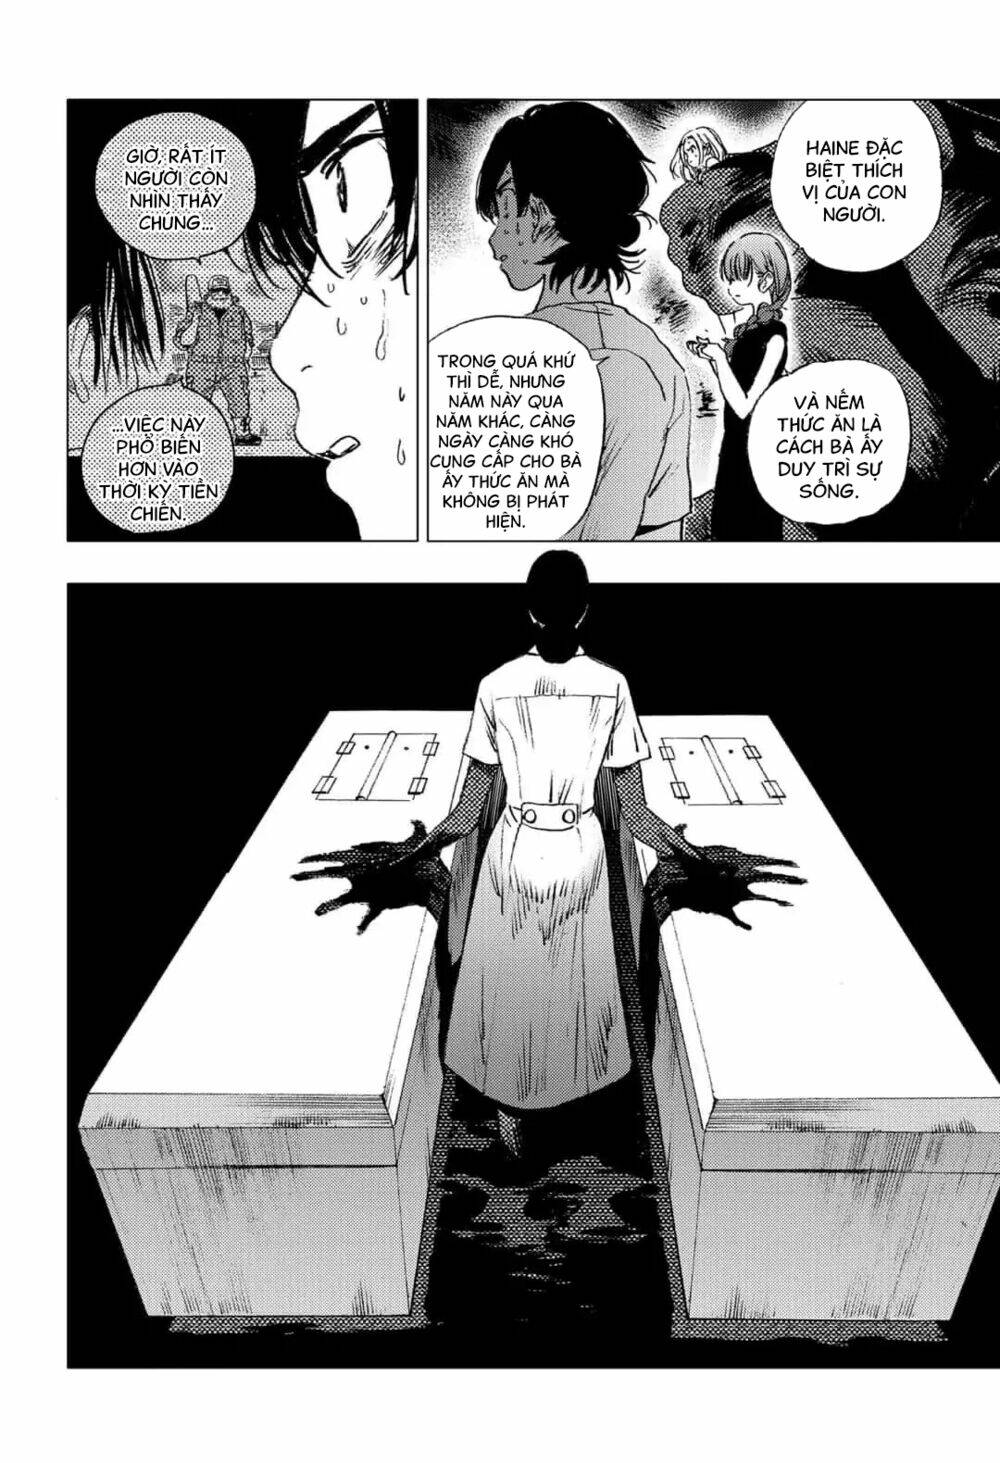 HAINE ĐẶC
BIỆT THÍCH
VỊ CỦA CON
NGƯỜI.
VÀ NẾM
THỨC ĂN LÀ
CÁCH BÀ ẤY
DUY TRÌ SỰ
SỐNG.
TRONG QUÁ KHỨ
THÌ DỄ, NHƯNG
NĂM NÀY QUA
NĂM KHÁC, CÀNG
NGÀY CÀNG KHÓ
CUNG CẤP CHO BÀ
ẤY THỨC ĂN MÀ
KHÔNG BỊ PHÁT
HIỆN.
GIỜ, RẤT ÍT
NGƯỜI CÒN
NHÌN THẤY
CHUNG...
...VIỆC NÀY
PHỔ BIẾN
HƠN VÀO
THỜI KỲ TIỀN
CHIẾN.